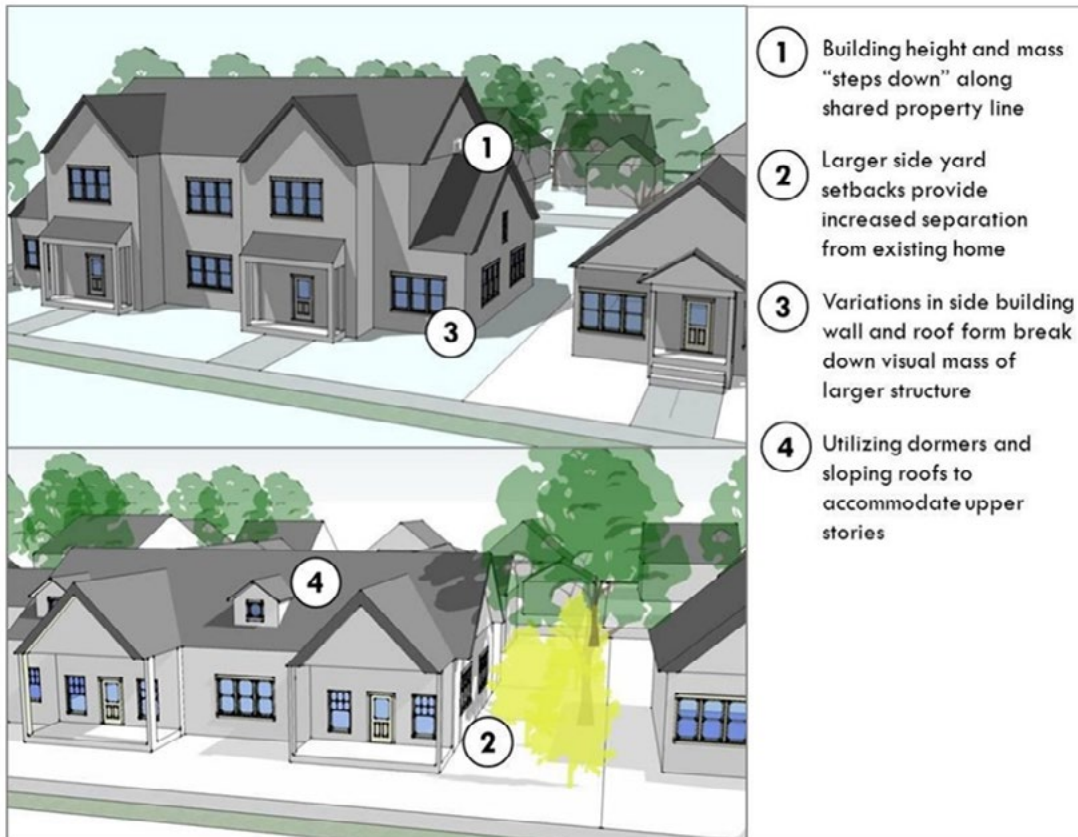 1
Building height and mass
“steps down” along
shared property line
2
Larger side yard
setbacks provide
increased separation
from existing home
3
Variations in side building
wall and roof form break
down visual mass of
larger structure
4
Utilizing dormers and
sloping roofs to
accommodate upper
stories
1
3
4
2